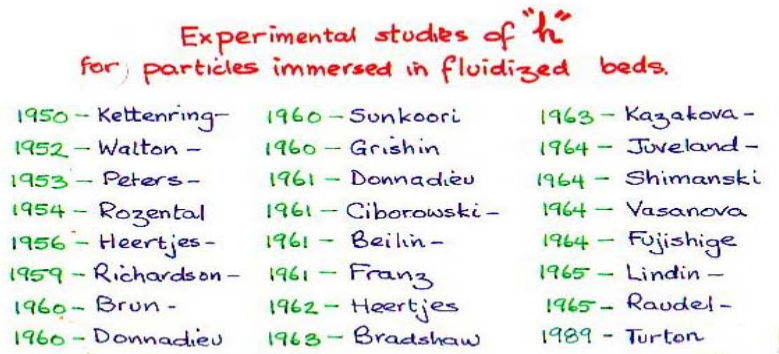 Experimental studies of "h"
for particles immersed in fluidized beds.
1950 - Kettenring-
1952 - Walton -
1953 - Peters -
1954 - Rozental
1956 - Heertjes -
1959 - Richardson -
1960 - Brun -
1960 - Donnadieu
1960 - Sunkoori
1960 - Grishin
1961 - Donnadieu
1961 - Ciborowski -
1961 - Beilin -
1961 - Franz
1962 - Heertjes
1963 - Bradshaw
1963 - Kazakova -
1964 - Juveland -
1964 - Shimanski
1964 - Vasanova
1964 - Fujishige
1965 - Lindin -
1965 - Raudel -
1989 - Turton